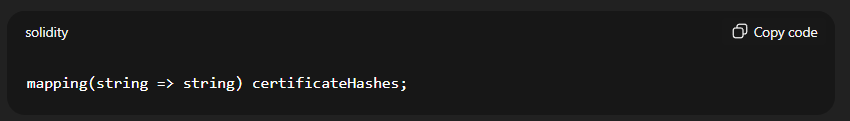 solidity
Copy code
mapping(string => string) certificateHashes;